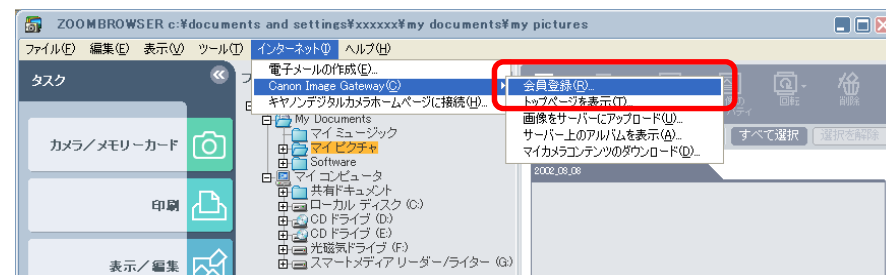 ZOOMBROWSER c:¥documents and settings¥xxxxxx¥my documents¥my pictures
ファイル(F) 編集(E) 表示(V) ツール(T) インターネット(I) ヘルプ(H)
タスク
電子メールの作成(E)...
Canon Image Gateway(C)
キヤノンデジタルカメラホームページに接続(H)...
会員登録(R)...
トップページを表示(T)...
画像をサーバーにアップロード(U)...
サーバー上のアルバムを表示(A)...
マイカメラコンテンツのダウンロード(D)...
回転
削除
すべて選択
選択を解除
カメラ/メモリーカード
印刷
表示/編集
My Documents
マイ ミュージック
マイ ピクチャ
Software
マイ コンピュータ
共有ドキュメント
ローカル ディスク (C:)
CD ドライブ (D:)
CD ドライブ (E:)
光磁気ドライブ (F:)
スマートメディア リーダー/ライター (G:)
2002_09_08